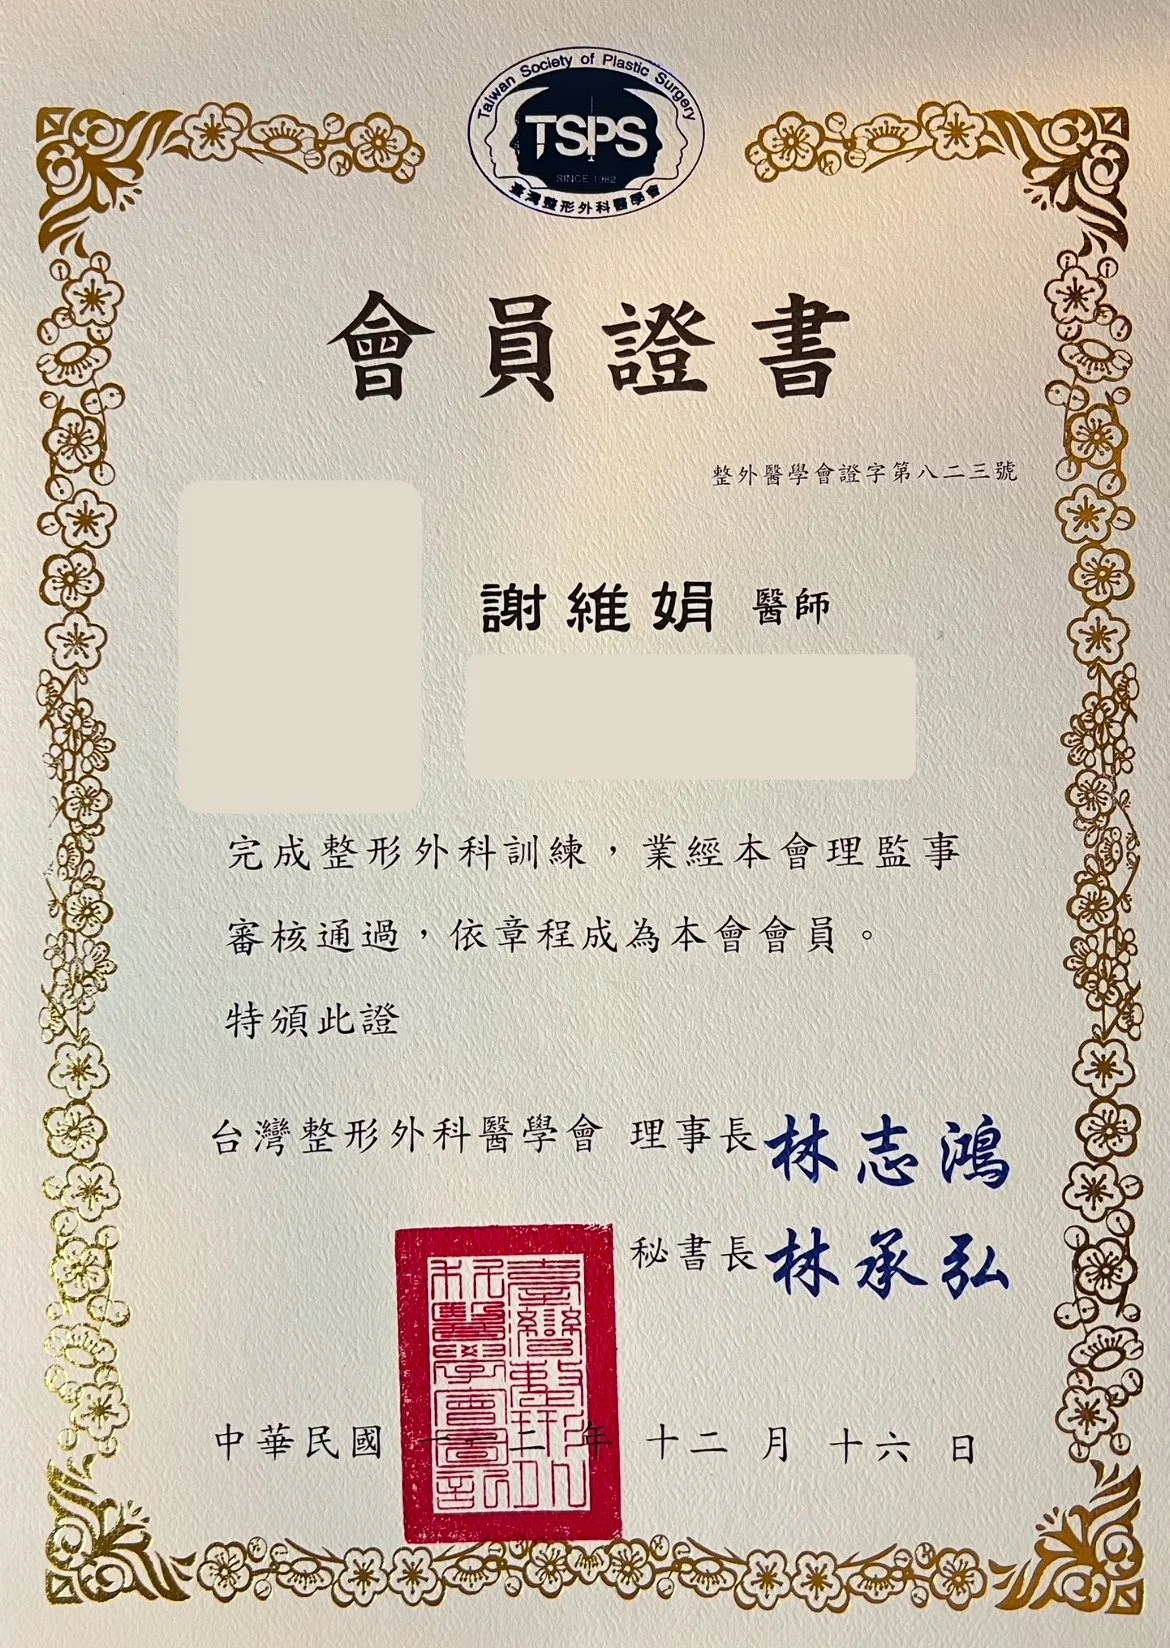 Taiwan Society of Plastic Surgery
TSPS
SINCE 1982
臺灣整形外科醫學會
會員證書
整外醫學會證字第八二三號
謝維娟 醫師
完成整形外科訓練，業經本會理監事
審核通過，依章程成為本會會員。
特頒此證
台灣整形外科醫學會 理事長 林志鴻
秘書長 林承弘
中華民國 一一二年 十二月 十六日